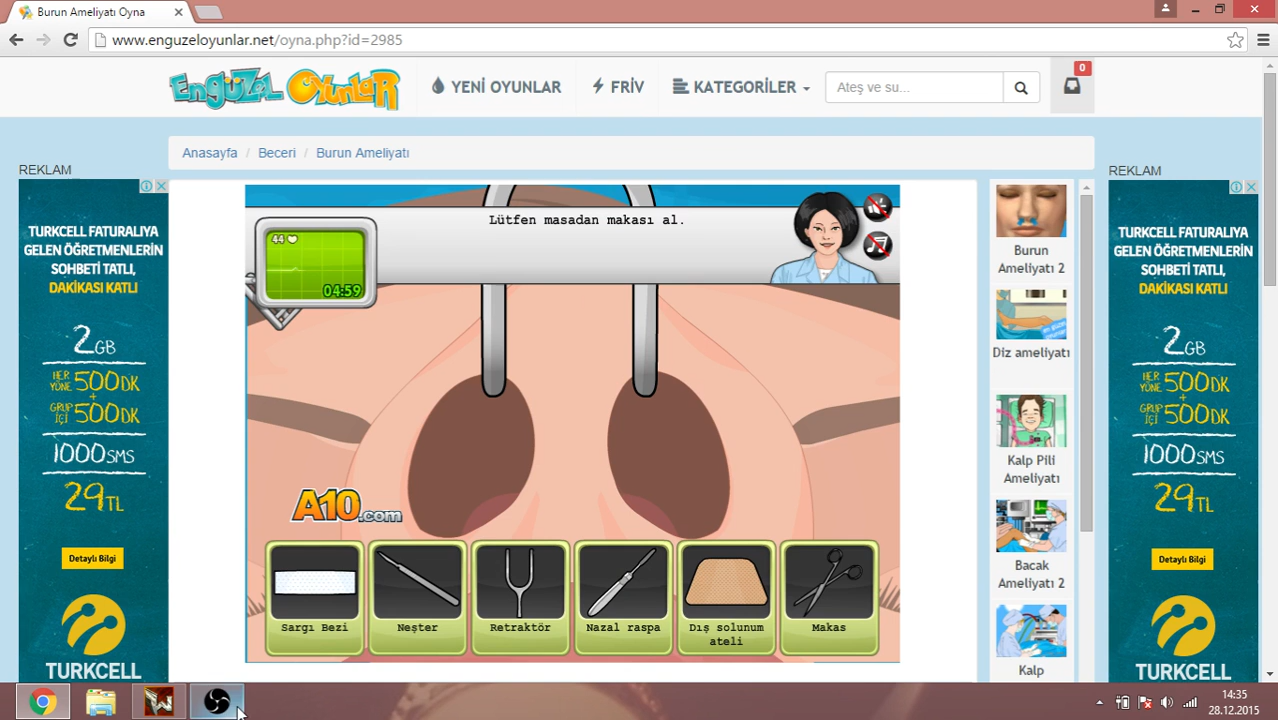 Burun Ameliyatı Oyna
www.enguzeloyunlar.net/oyna.php?id=2985
EnGüZeL OYunLaR
YENİ OYUNLAR
FRİV
KATEGORİLER
Ateş ve su...
0
Anasayfa / Beceri / Burun Ameliyatı
REKLAM
TURKCELL FATURALIYA
GELEN ÖĞRETMENLERİN
SOHBETİ TATLI,
DAKİKASI KATLI
2GB
HER YÖNE 500DK
+
GRUP İÇİ 500DK
1000SMS
29TL
Detaylı Bilgi
TURKCELL
Lütfen masadan makası al.
44
04:59
A10.com
Sargı Bezi
Neşter
Retraktör
Nazal raspa
Dış solunum
ateli
Makas
Burun
Ameliyatı 2
Diz ameliyatı
Kalp Pili
Ameliyatı
Bacak
Ameliyatı 2
Kalp
REKLAM
TURKCELL FATURALIYA
GELEN ÖĞRETMENLERİN
SOHBETİ TATLI,
DAKİKASI KATLI
2GB
HER YÖNE 500DK
+
GRUP İÇİ 500DK
1000SMS
29TL
Detaylı Bilgi
TURKCELL
14:35
28.12.2015